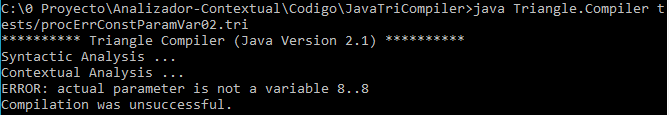 C:\0 Proyecto\Analizador-Contextual\Codigo\JavaTriCompiler>java Triangle.Compiler t
ests/procErrConstParamVar02.tri
********** Triangle Compiler (Java Version 2.1) **********
Syntactic Analysis ...
Contextual Analysis ...
ERROR: actual parameter is not a variable 8..8
Compilation was unsuccessful.